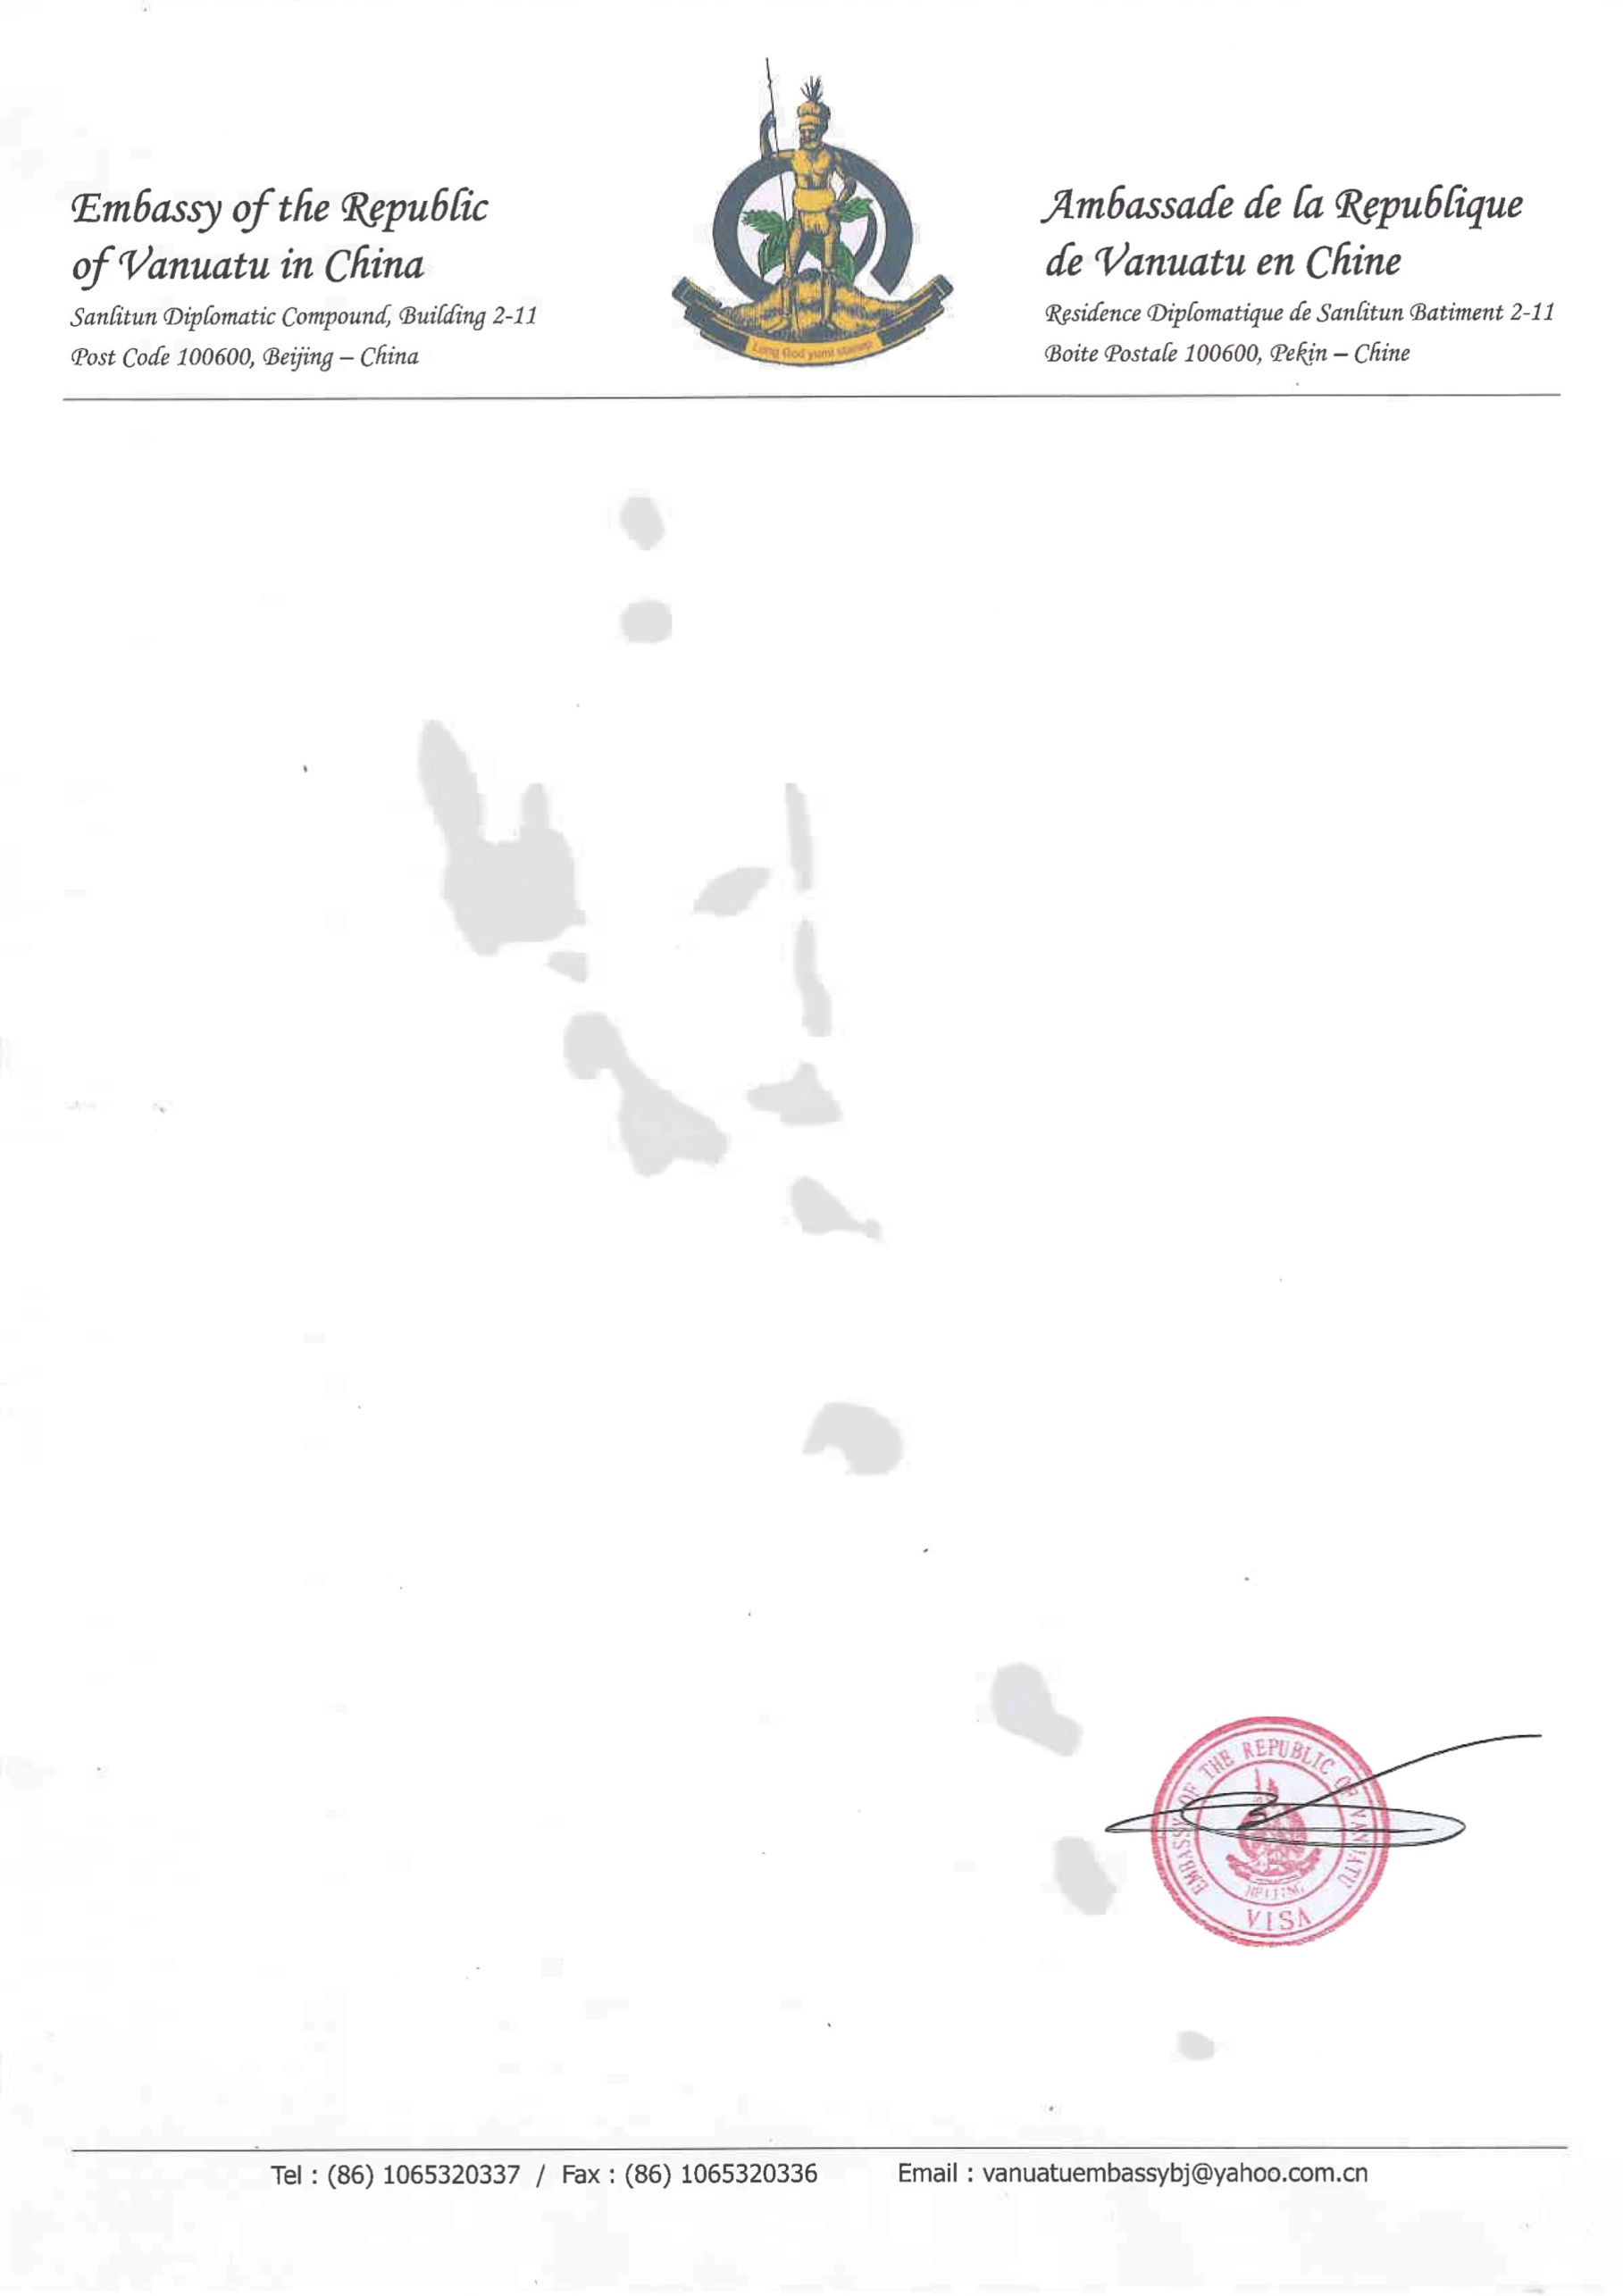 Embassy of the Republic
of Vanuatu in China
Sanlitun Diplomatic Compound, Building 2-11
Post Code 100600, Beijing – China
Long God yumi stanap
Ambassade de la Republique
de Vanuatu en Chine
Residence Diplomatique de Sanlitun Batiment 2-11
Boite Postale 100600, Pekin – Chine
EMBASSY OF THE REPUBLIC OF VANUATU
BEIJING
VISA
Tel : (86) 1065320337 / Fax : (86) 1065320336 Email : vanuatuembassybj@yahoo.com.cn